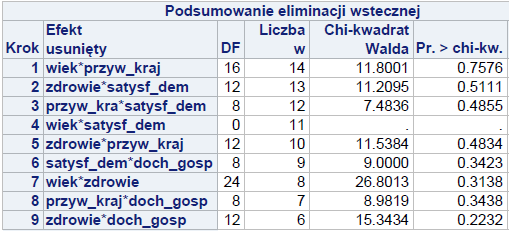 Podsumowanie eliminacji wstecznej
Krok Efekt usunięty DF Liczba w Chi-kwadrat Walda Pr. > chi-kw.
1 wiek*przyw_kraj 16 14 11.8001 0.7576
2 zdrowie*satysf_dem 12 13 11.2095 0.5111
3 przyw_kra*satysf_dem 8 12 7.4836 0.4855
4 wiek*satysf_dem 0 11 . .
5 zdrowie*przyw_kraj 12 10 11.5384 0.4834
6 satysf_dem*doch_gosp 8 9 9.0000 0.3423
7 wiek*zdrowie 24 8 26.8013 0.3138
8 przyw_kraj*doch_gosp 8 7 8.9819 0.3438
9 zdrowie*doch_gosp 12 6 15.3434 0.2232